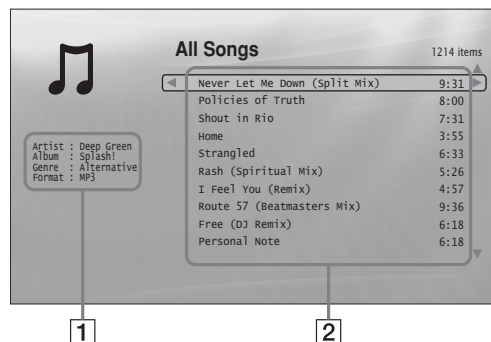 All Songs
1214 items
Never Let Me Down (Split Mix) 9:31
Policies of Truth 8:00
Shout in Rio 7:31
Home 3:55
Strangled 6:33
Rash (Spiritual Mix) 5:26
I Feel You (Remix) 4:57
Route 57 (Beatmasters Mix) 9:36
Free (DJ Remix) 6:18
Personal Note 6:18
Artist : Deep Green
Album : Splash!
Genre : Alternative
Format : MP3
1
2